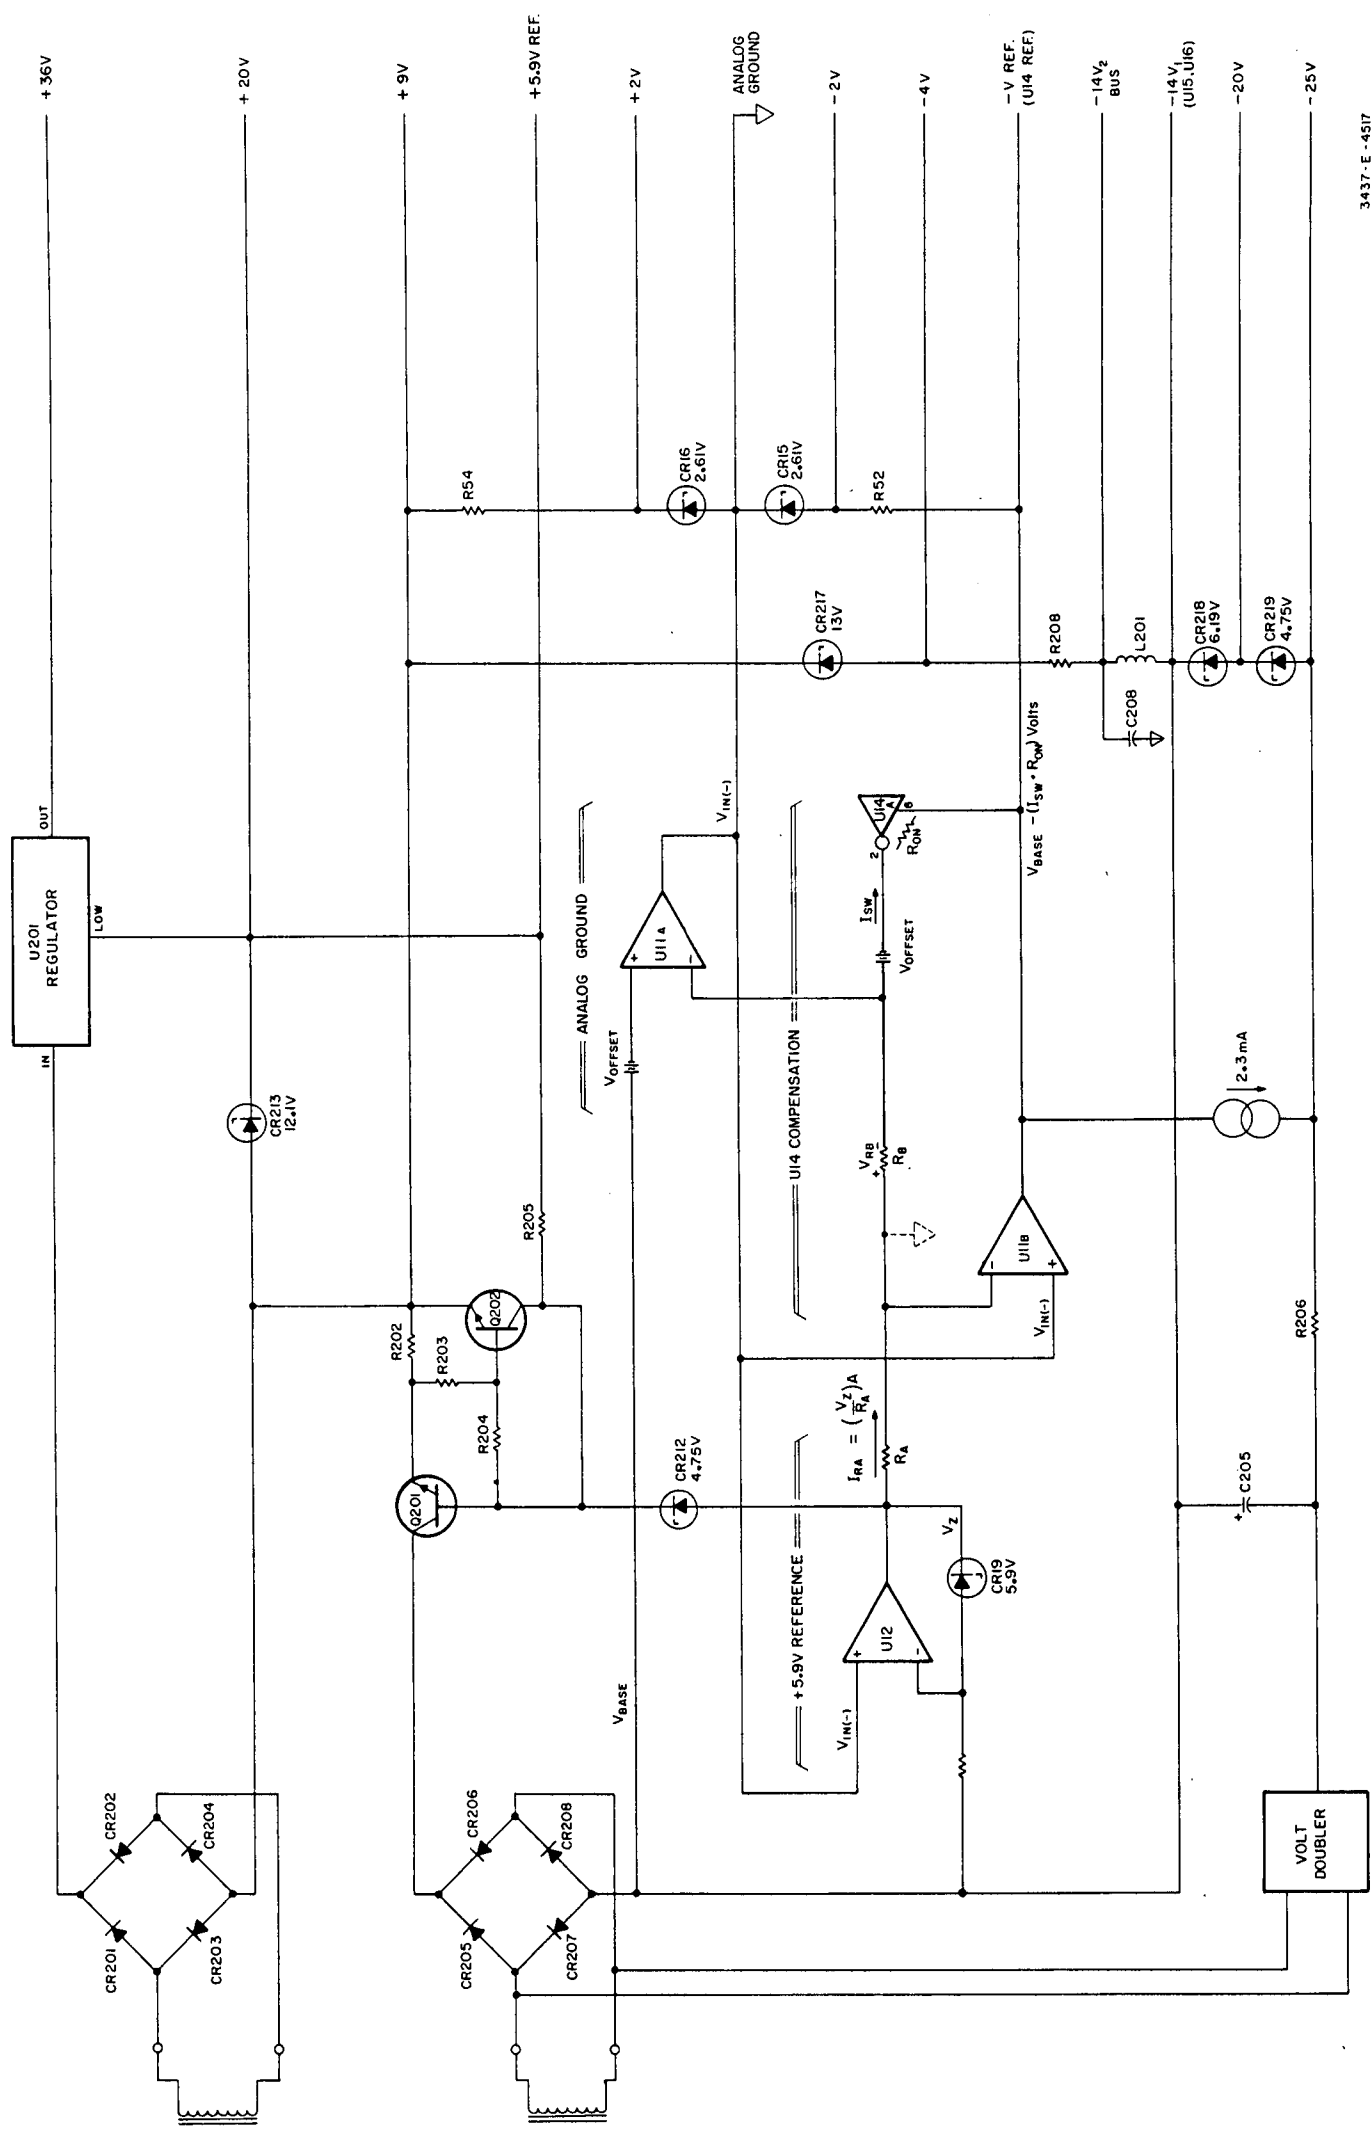 +36V
+20V
+9V
+5.9V REF.
+2V
ANALOG
GROUND
-2V
-4V
-V REF.
(U14 REF.)
-14V2
BUS
-14V1
(U15,U16)
-20V
-25V
3437-E-4517
OUT
U201
REGULATOR
LOW
IN
R54
CR16
2.61V
CR15
2.61V
R52
CR217
13V
R208
L201
C208
CR218
6.19V
CR219
4.75V
CR213
12.1V
ANALOG GROUND
VIN(-)
U11A
+
-
VOFFSET
U14 COMPENSATION
U14
A
6
2
RON
ISW
VOFFSET
VBASE -(ISW • RON) Volts
VRB
+
-
RB
2.3mA
R205
Q202
R202
R203
R204
Q201
CR212
4.75V
U11B
-
+
VIN(-)
R206
IRA = (VZ/RA)A
RA
+5.9V REFERENCE
VZ
CR19
5.9V
U12
+
-
VIN(-)
C205
+
VBASE
CR202
CR204
CR201
CR203
CR206
CR208
CR205
CR207
VOLT
DOUBLER